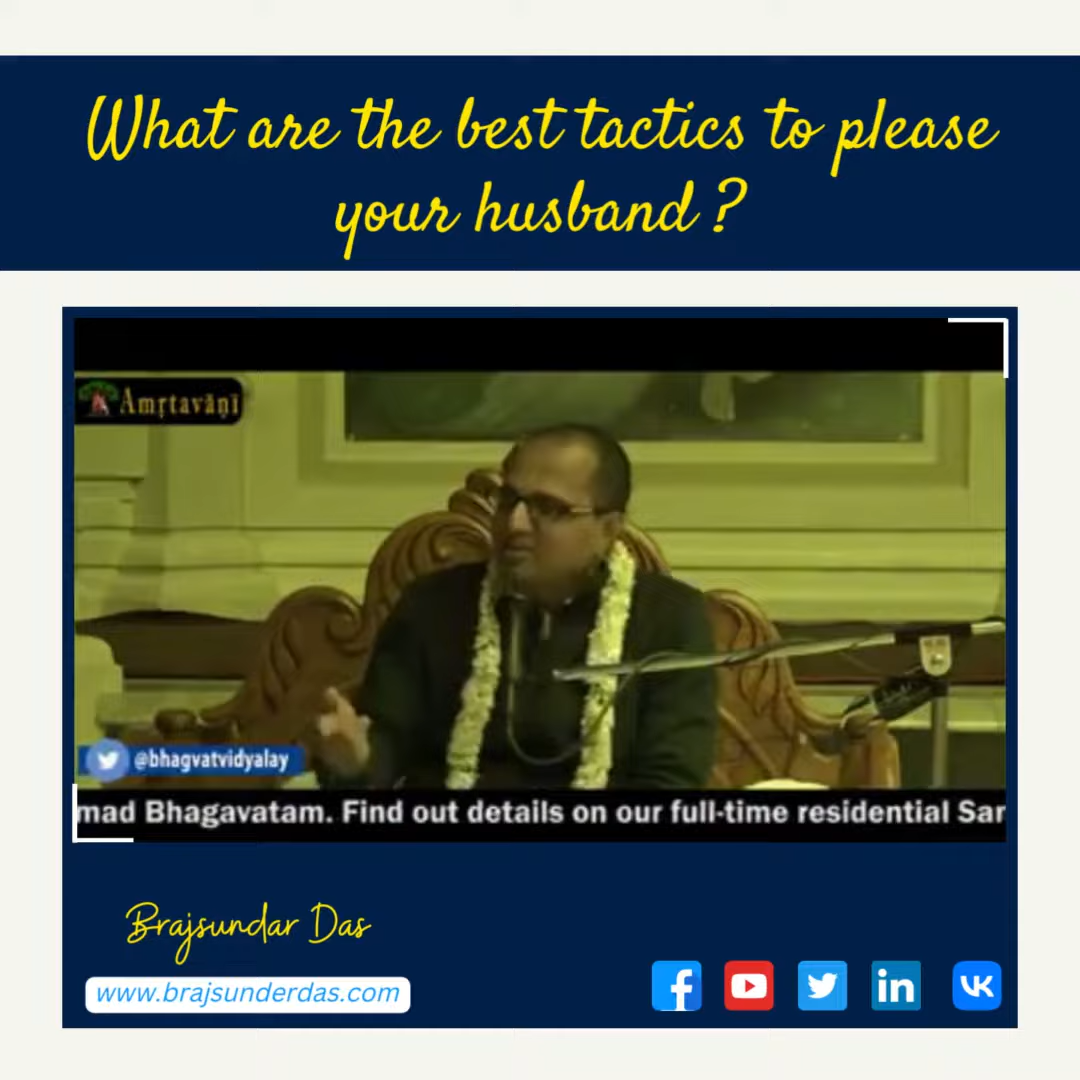 What are the best tactics to please
your husband ?
Amṛtavāṇī
@bhagvatvidyalay
mad Bhagavatam. Find out details on our full-time residential Sar
Brajsundar Das
www.brajsunderdas.com
in